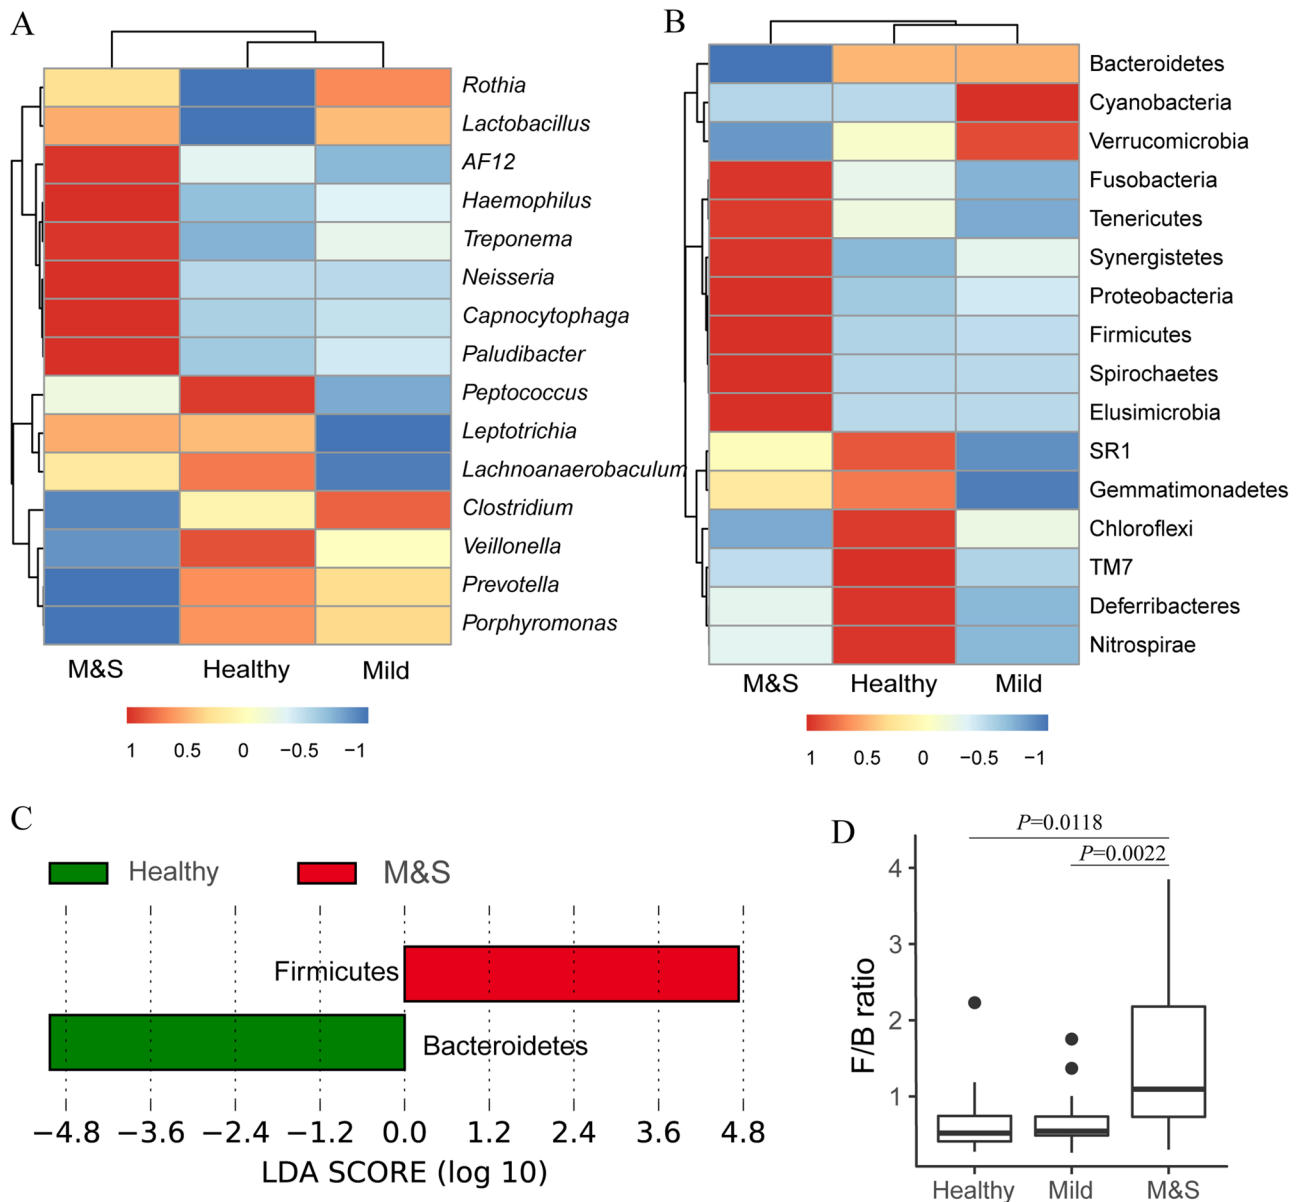 A
Rothia
Lactobacillus
AF12
Haemophilus
Treponema
Neisseria
Capnocytophaga
Paludibacter
Peptococcus
Leptotrichia
Lachnoanaerobaculum
Clostridium
Veillonella
Prevotella
Porphyromonas
M&S Healthy Mild
1 0.5 0 −0.5 −1
B
Bacteroidetes
Cyanobacteria
Verrucomicrobia
Fusobacteria
Tenericutes
Synergistetes
Proteobacteria
Firmicutes
Spirochaetes
Elusimicrobia
SR1
Gemmatimonadetes
Chloroflexi
TM7
Deferribacteres
Nitrospirae
M&S Healthy Mild
1 0.5 0 −0.5 −1
C
Healthy M&S
Firmicutes
Bacteroidetes
−4.8 −3.6 −2.4 −1.2 0.0 1.2 2.4 3.6 4.8
LDA SCORE (log 10)
D
P=0.0118
P=0.0022
4
3
2
1
F/B ratio
Healthy Mild M&S